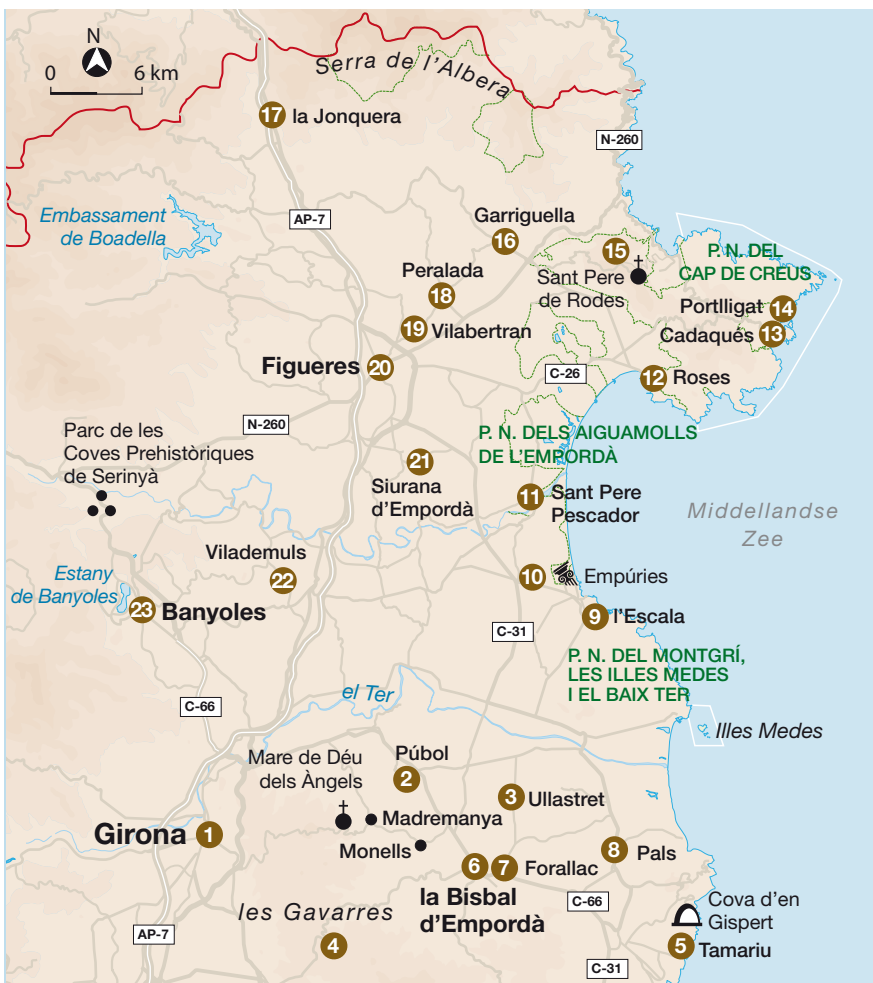 N
0 6 km
Serra de l'Albera
17 la Jonquera
N-260
AP-7
Embassament
de Boadella
Garriguella
16
15
Sant Pere
de Rodes
P. N. DEL
CAP DE CREUS
Peralada
18
Portlligat 14
19 Vilabertran
Cadaqués 13
Figueres 20
C-26
12 Roses
N-260
Parc de les
Coves Prehistòriques
de Serinyà
P. N. DELS AIGUAMOLLS
DE L'EMPORDÀ
21
Siurana
d'Empordà
11 Sant Pere
Pescador
Middellandse
Zee
Vilademuls
22
Estany
de Banyoles
10 Empúries
23 Banyoles
9 l'Escala
C-31
P. N. DEL MONTGRÍ,
LES ILLES MEDES
I EL BAIX TER
el Ter
C-66
Illes Medes
Mare de Déu
dels Àngels
Púbol
2
3 Ullastret
Madremanya
Girona 1
Monells
8 Pals
6 7 Forallac
la Bisbal
d'Empordà
C-66
Cova d'en
Gispert
les Gavarres
4
AP-7
5 Tamariu
C-31